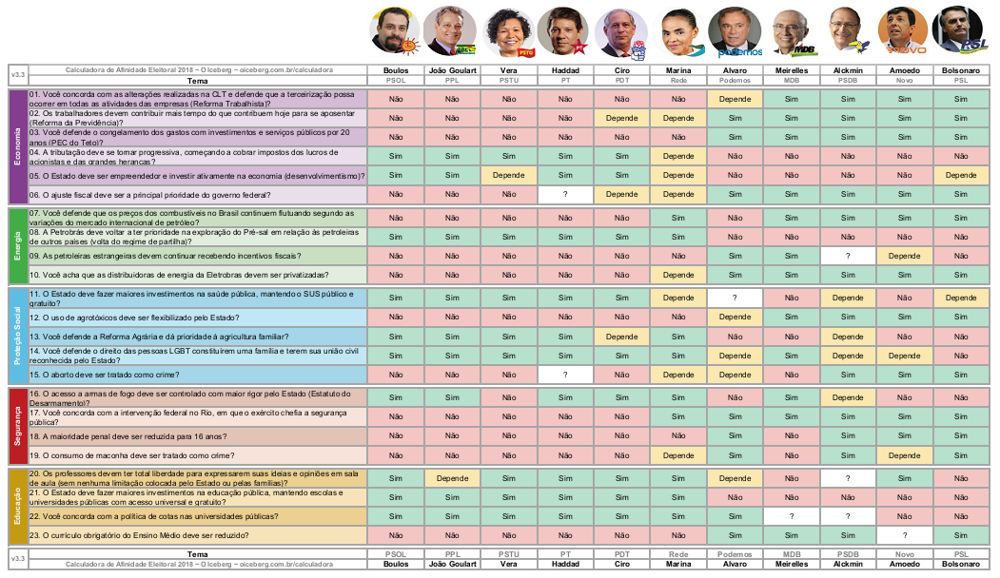 PSTG
PT
podemos
MDB
NOVO
PSL
v3.3 Calculadora de Afinidade Eleitoral 2018 ~ O Iceberg ~ oiceberg.com.br/calculadora Boulos João Goulart Vera Haddad Ciro Marina Alvaro Meirelles Alckmin Amoedo Bolsonaro
Tema PSOL PPL PSTU PT PDT Rede Podemos MDB PSDB Novo PSL
Economia
01. Você concorda com as alterações realizadas na CLT e defende que a terceirização possa
ocorrer em todas as atividades das empresas (Reforma Trabalhista)? Não Não Não Não Não Não Depende Sim Sim Sim Sim
02. Os trabalhadores devem contribuir mais tempo do que contribuem hoje para se aposentar
(Reforma da Previdência)? Não Não Não Não Depende Depende Sim Sim Sim Sim Sim
03. Você defende o congelamento dos gastos com investimentos e serviços públicos por 20
anos (PEC do Teto)? Não Não Não Não Não Não Sim Sim Sim Sim Sim
04. A tributação deve se tornar progressiva, começando a cobrar impostos dos lucros de
acionistas e das grandes heranças? Sim Sim Sim Sim Sim Depende Não Não Não Não Não
05. O Estado deve ser empreendedor e investir ativamente na economia (desenvolvimentismo)? Sim Sim Depende Sim Sim Depende Não Não Não Não Depende
06. O ajuste fiscal deve ser a principal prioridade do governo federal? Não Não Não ? Depende Depende Sim Sim Sim Sim Sim
Energia
07. Você defende que os preços dos combustíveis no Brasil continuem flutuando segundo as
variações do mercado internacional de petróleo? Não Não Não Não Não Sim Não Sim Sim Sim Sim
08. A Petrobrás deve voltar a ter prioridade na exploração do Pré-sal em relação às petroleiras
de outros países (volta do regime de partilha)? Sim Sim Sim Sim Sim Sim Sim Não Não Não Não
09. As petroleiras estrangeiras devem continuar recebendo incentivos fiscais? Não Não Não Não Não Não Sim Sim ? Depende Não
10. Você acha que as distribuidoras de energia da Eletrobras devem ser privatizadas? Não Não Não Não Não Depende Sim Sim Sim Sim Sim
Proteção Social
11. O Estado deve fazer maiores investimentos na saúde pública, mantendo o SUS público e
gratuito? Sim Sim Sim Sim Sim Depende ? Não Depende Não Depende
12. O uso de agrotóxicos deve ser flexibilizado pelo Estado? Não Não Não Não Não Não Depende Sim Sim Sim Sim
13. Você defende a Reforma Agrária e dá prioridade à agricultura familiar? Sim Sim Sim Sim Depende Sim Não Não Depende Não Não
14. Você defende o direito das pessoas LGBT constituírem uma família e terem sua união civil
reconhecida pelo Estado? Sim Sim Sim Sim Sim Sim Depende Sim Depende Depende Não
15. O aborto deve ser tratado como crime? Não Não Não ? Não Depende Depende Não Sim Sim Sim
Segurança
16. O acesso a armas de fogo deve ser controlado com maior rigor pelo Estado (Estatuto do
Desarmamento)? Sim Sim Não Sim Sim Sim Não Sim Depende Não Não
17. Você concorda com a intervenção federal no Rio, em que o exército chefia a segurança
pública? Não Não Não Não Não Sim Sim Sim Sim Sim Sim
18. A maioridade penal deve ser reduzida para 16 anos? Não Não Não Não Não Não Sim Não Sim Sim Sim
19. O consumo de maconha deve ser tratado como crime? Não Não Não Não Não Depende Sim Não Sim Depende Sim
Educação
20. Os professores devem ter total liberdade para expressarem suas ideias e opiniões em sala
de aula (sem nenhuma limitação colocada pelo Estado ou pelas famílias)? Sim Depende Sim Sim Sim Sim Depende Não ? Sim Não
21. O Estado deve fazer maiores investimentos na educação pública, mantendo escolas e
universidades públicas com acesso universal e gratuito? Sim Sim Sim Sim Sim Sim Não Não Não Não Não
22. Você concorda com a política de cotas nas universidades públicas? Sim Sim Sim Sim Sim Sim Sim ? ? Não Não
23. O currículo obrigatório do Ensino Médio deve ser reduzido? Não Não Não Não Não Não Sim Sim Sim ? Sim
v3.3 Tema PSOL PPL PSTU PT PDT Rede Podemos MDB PSDB Novo PSL
Calculadora de Afinidade Eleitoral 2018 ~ O Iceberg ~ oiceberg.com.br/calculadora Boulos João Goulart Vera Haddad Ciro Marina Alvaro Meirelles Alckmin Amoedo Bolsonaro